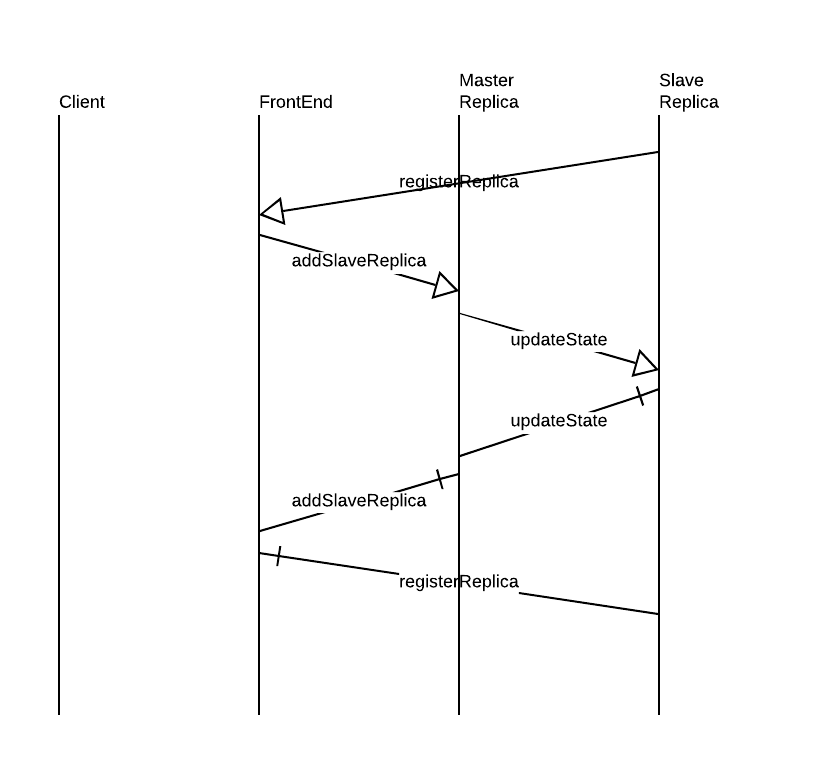 Client
FrontEnd
Master
Replica
Slave
Replica
registerReplica
addSlaveReplica
updateState
updateState
addSlaveReplica
registerReplica